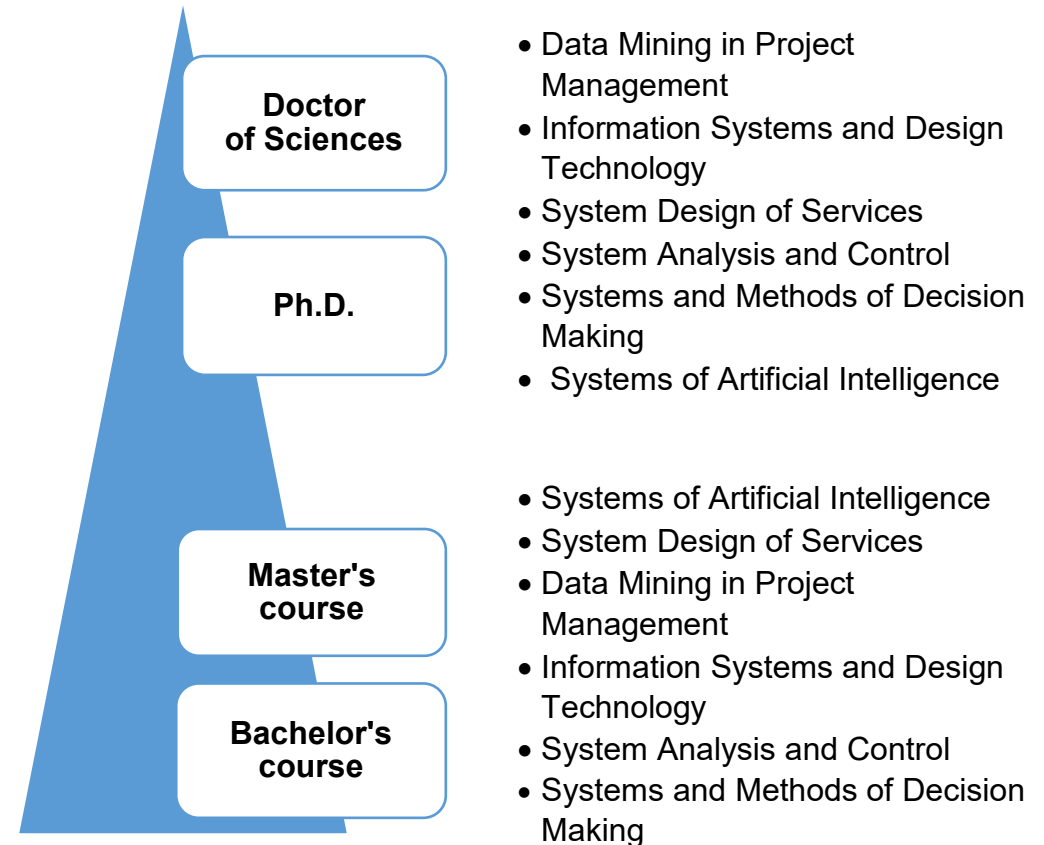 Doctor
of Sciences
Ph.D.
• Data Mining in Project
Management
• Information Systems and Design
Technology
• System Design of Services
• System Analysis and Control
• Systems and Methods of Decision
Making
• Systems of Artificial Intelligence
Master's
course
Bachelor's
course
• Systems of Artificial Intelligence
• System Design of Services
• Data Mining in Project
Management
• Information Systems and Design
Technology
• System Analysis and Control
• Systems and Methods of Decision
Making